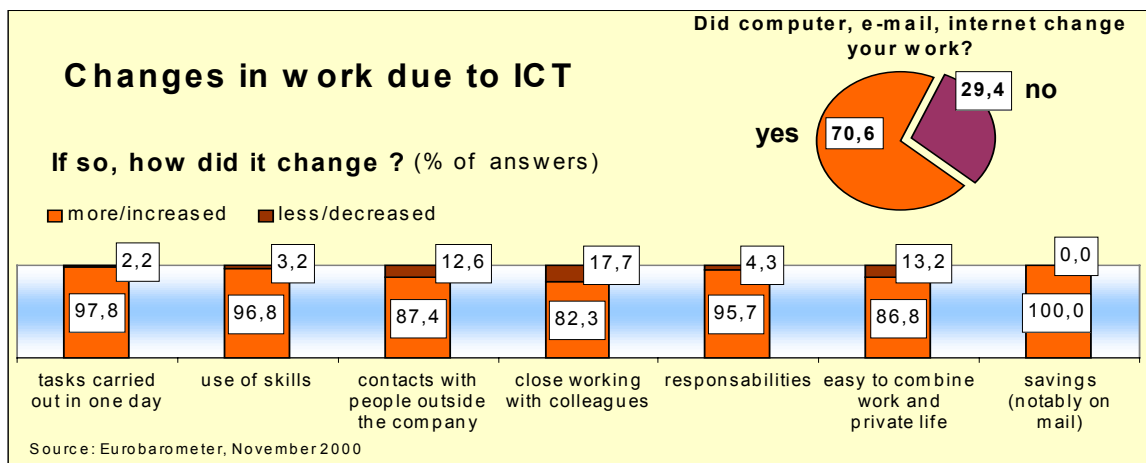 Did computer, e-mail, internet change
your work?
Changes in work due to ICT
29,4 no
yes 70,6
If so, how did it change ? (% of answers)
more/increased less/decreased
2,2 3,2 12,6 17,7 4,3 13,2 0,0
97,8 96,8 87,4 82,3 95,7 86,8 100,0
tasks carried
out in one day
use of skills
contacts with
people outside
the company
close working
with colleagues
responsabilities
easy to combine
work and
private life
savings
(notably on
mail)
Source: Eurobarometer, November 2000